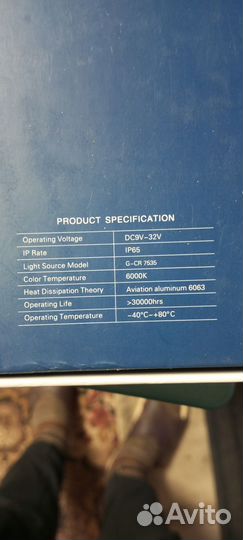 PRODUCT SPECIFICATION
Operating Voltage DC9V-32V
IP Rate IP65
Light Source Model G-CR 7535
Color Temperature 6000K
Heat Dissipation Theory Aviation aluminum 6063
Operating Life >30000hrs
Operating Temperature -40°C~+80°C
Avito